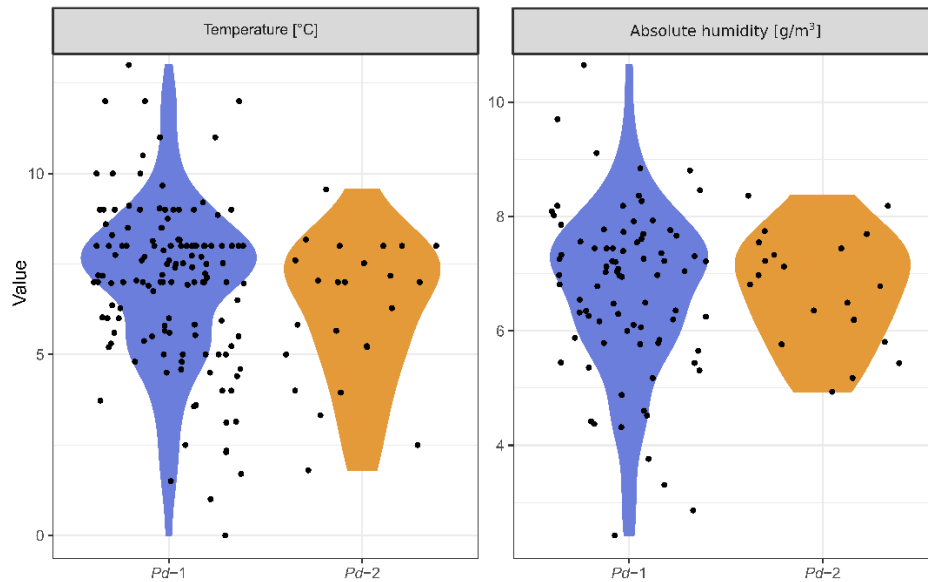 Temperature [°C]
Absolute humidity [g/m³]
Value
10
5
0
10
8
6
4
Pd−1
Pd−2
Pd−1
Pd−2